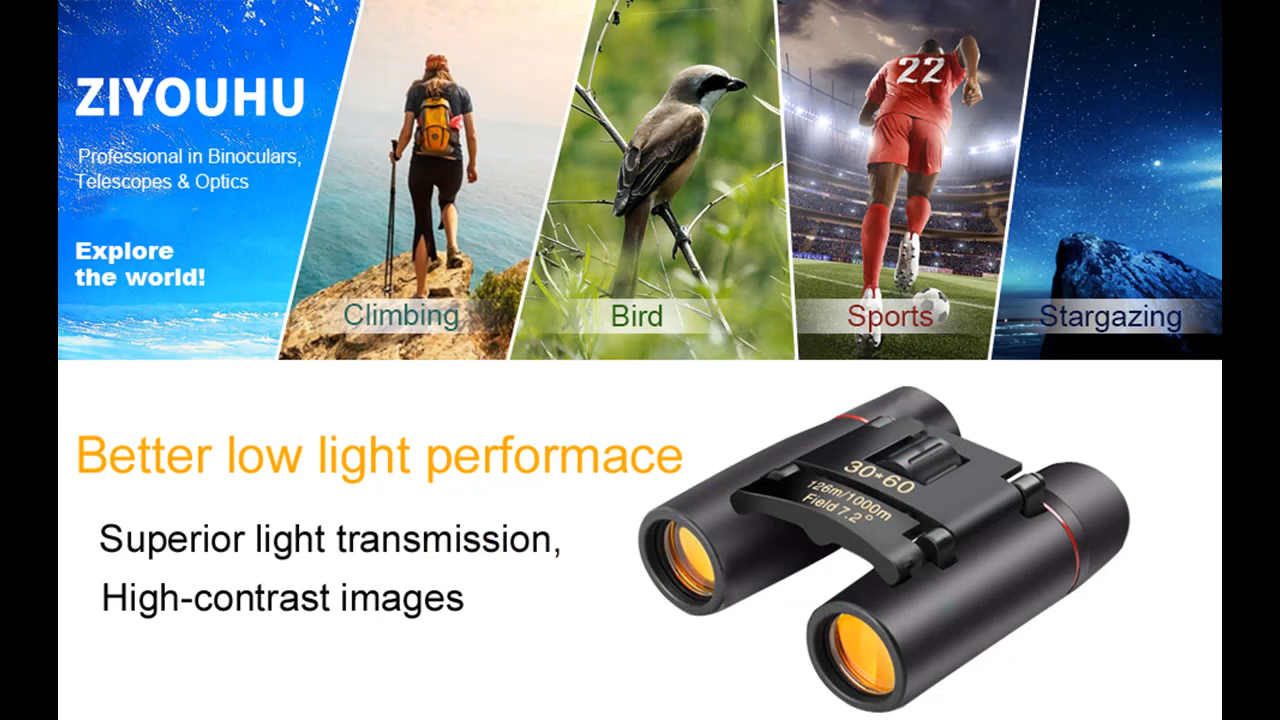 ZIYOUHU
Professional in Binoculars,
Telescopes & Optics
Explore
the world!
22
Climbing
Bird
Sports
Stargazing
Better low light performace
Superior light transmission,
High-contrast images
30*60
126m/1000m
Field 7.2°